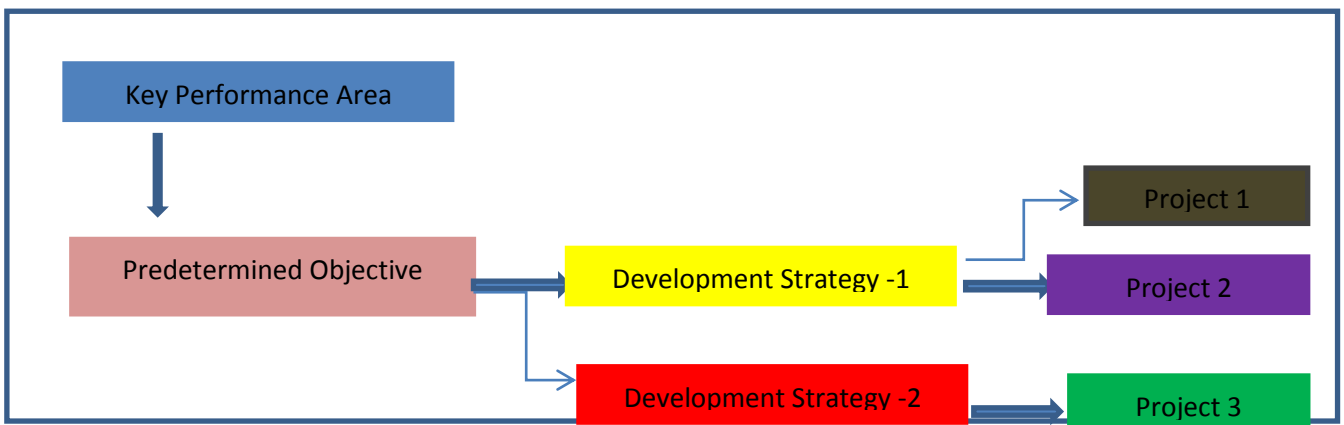 Key Performance Area
Project 1
Predetermined Objective
Development Strategy -1
Project 2
Development Strategy -2
Project 3